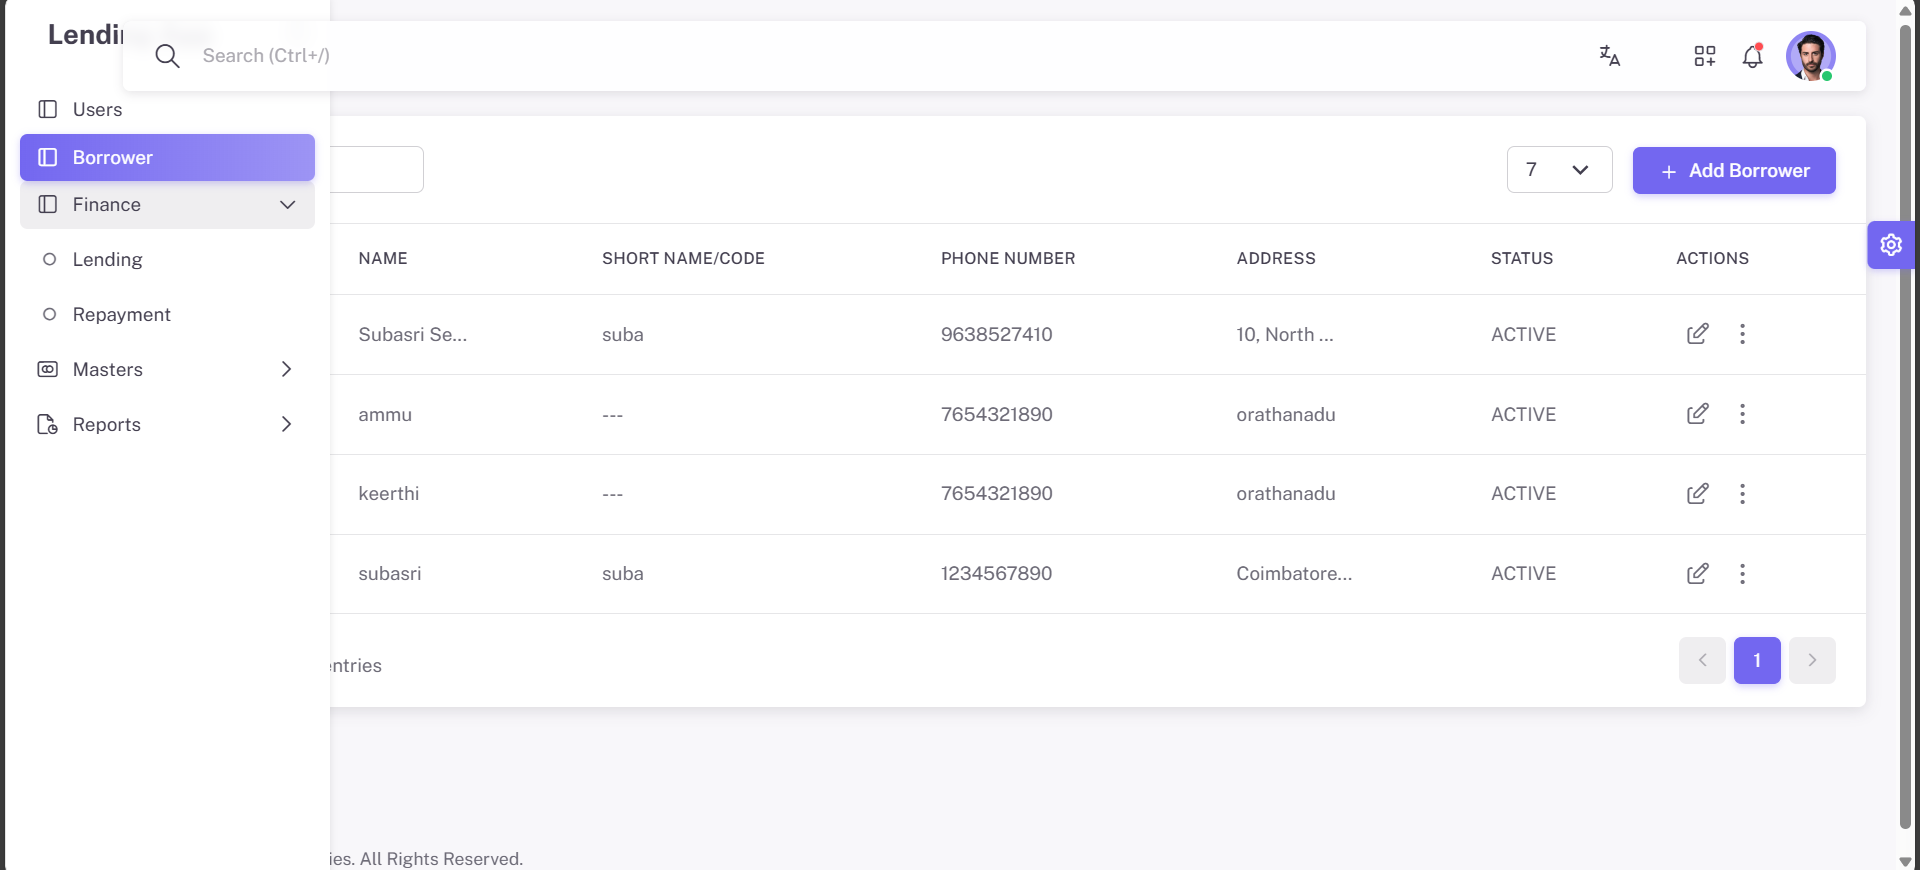 Lendi
Search (Ctrl+/)
Users
Borrower
Finance
Lending
Repayment
Masters
Reports
7
+ Add Borrower
NAME SHORT NAME/CODE PHONE NUMBER ADDRESS STATUS ACTIONS
Subasri Se... suba 9638527410 10, North ... ACTIVE
ammu --- 7654321890 orathanadu ACTIVE
keerthi --- 7654321890 orathanadu ACTIVE
subasri suba 1234567890 Coimbatore... ACTIVE
entries
1
ies. All Rights Reserved.